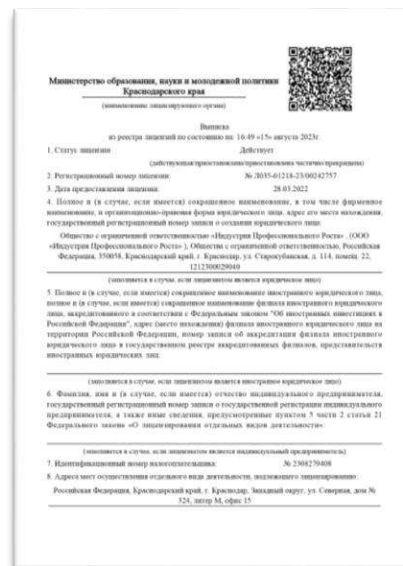 Министерство образования, науки и молодежной политики
Краснодарского края
(наименование лицензирующего органа)
Выписка
из реестра лицензий по состоянию на: 16:49 «15» августа 2023г.
1. Статус лицензии: Действует
(действующая/приостановлена/приостановлена частично/прекращена)
2. Регистрационный номер лицензии: № Л035-01218-23/00242757
3. Дата предоставления лицензии: 28.03.2022
4. Полное и (в случае, если имеется) сокращенное наименование, в том числе фирменное
наименование, и организационно-правовая форма юридического лица, адрес его места нахождения,
государственный регистрационный номер записи о создании юридического лица:
Общество с ограниченной ответственностью «Индустрия Профессионального Роста» , (ООО
«Индустрия Профессионального Роста» ), Общества с ограниченной ответственностью, Российская
Федерация, 350058, Краснодарский край, г. Краснодар, ул. Старокубанская, д. 114, помещ. 22,
1212300029040
(заполняется в случае, если лицензиатом является юридическое лицо)
5. Полное и (в случае, если имеется) сокращенное наименование иностранного юридического лица,
полное и (в случае, если имеется) сокращенное наименование филиала иностранного юридического
лица, аккредитованного в соответствии с Федеральным законом "Об иностранных инвестициях в
Российской Федерации", адрес (место нахождения) филиала иностранного юридического лица на
территории Российской Федерации, номер записи об аккредитации филиала иностранного
юридического лица в государственном реестре аккредитованных филиалов, представительств
иностранных юридических лиц:
(заполняется в случае, если лицензиатом является иностранное юридическое лицо)
6. Фамилия, имя и (в случае, если имеется) отчество индивидуального предпринимателя,
государственный регистрационный номер записи о государственной регистрации индивидуального
предпринимателя, а также иные сведения, предусмотренные пунктом 5 части 2 статьи 21
Федерального закона «О лицензировании отдельных видов деятельности»:
(заполняется в случае, если лицензиатом является индивидуальный предприниматель)
7. Идентификационный номер налогоплательщика: № 2308279408
8. Адреса мест осуществления отдельного вида деятельности, подлежащего лицензированию:
Российская Федерация, Краснодарский край, г. Краснодар, Западный округ, ул. Северная, дом №
324, литер М, офис 15